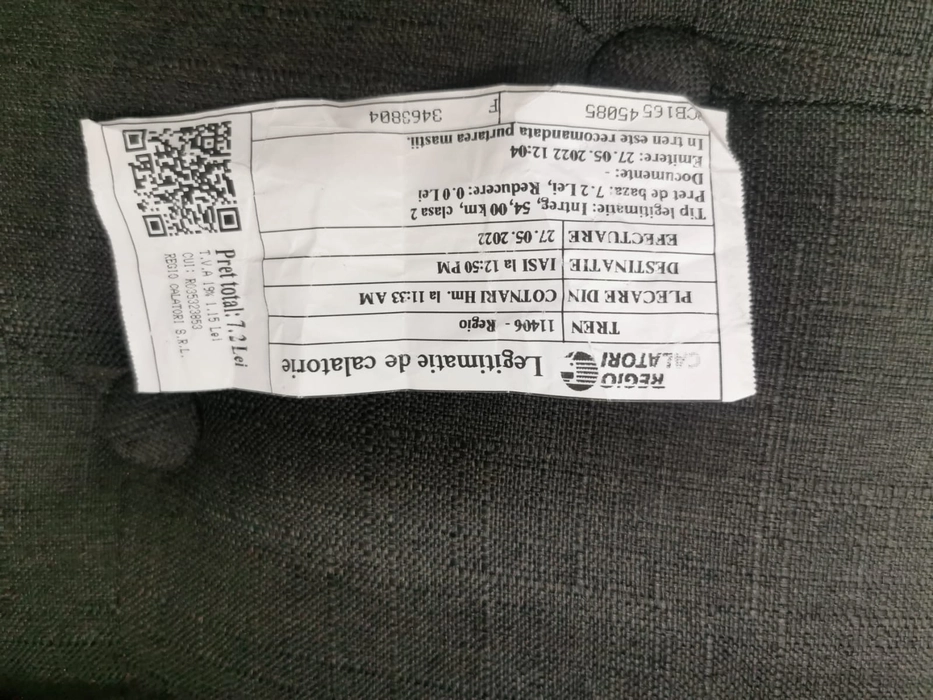 REGIO
CALATORI
Legitimatie de calatorie
TREN 11406 - Regio
PLECARE DIN COTNARI Hm. la 11:33 AM
DESTINATIE IASI la 12:50 PM
EFECTUARE 27.05.2022
Tip legitimatie: Intreg, 54,00 km, clasa 2
Pret de baza: 7.2 Lei, Reducere: 0.0 Lei
Documente: -
Emitere: 27.05.2022 12:04
In tren este recomandata purtarea mastii.
CB165 45085 F 3463804
Pret total: 7.2 Lei
T.V.A 19% 1.15 Lei
CUI: RO35323853
REGIO CALATORI S.R.L.